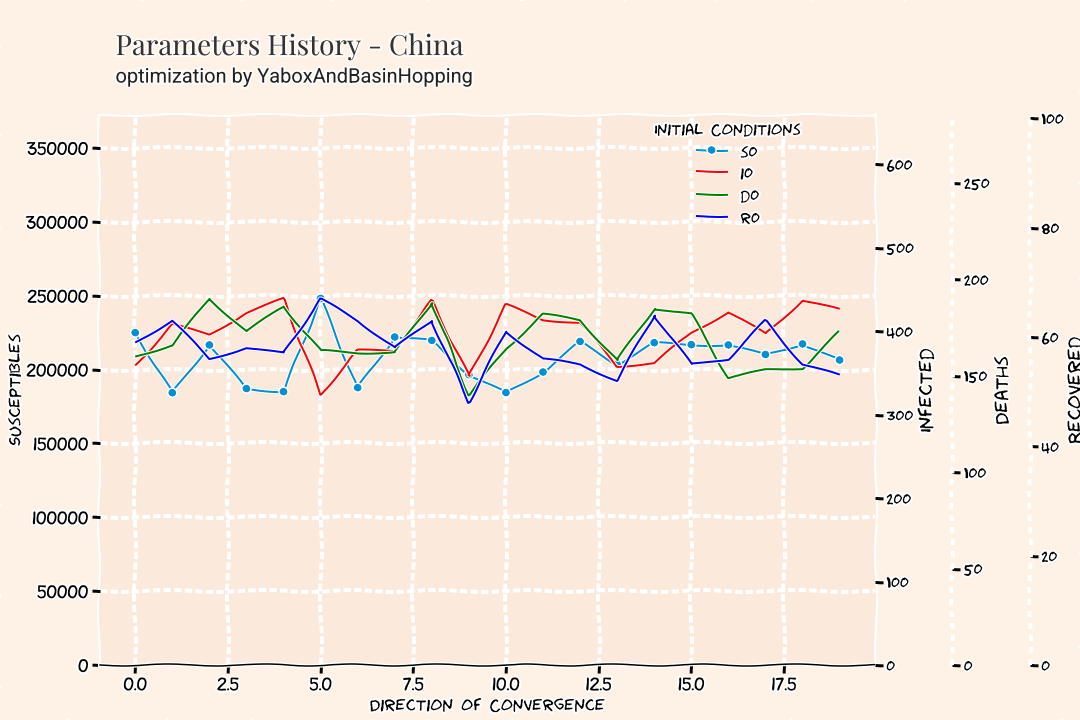 Parameters History - China
optimization by YaboxAndBasinHopping
INITIAL CONDITIONS
S0
I0
D0
R0
SUSCEPTIBLES
350000
300000
250000
200000
150000
100000
50000
0
0.0 2.5 5.0 7.5 10.0 12.5 15.0 17.5
DIRECTION OF CONVERGENCE
600
500
400
300
200
100
0
INFECTED
250
200
150
100
50
0
DEATHS
100
80
60
40
20
0
RECOVERED